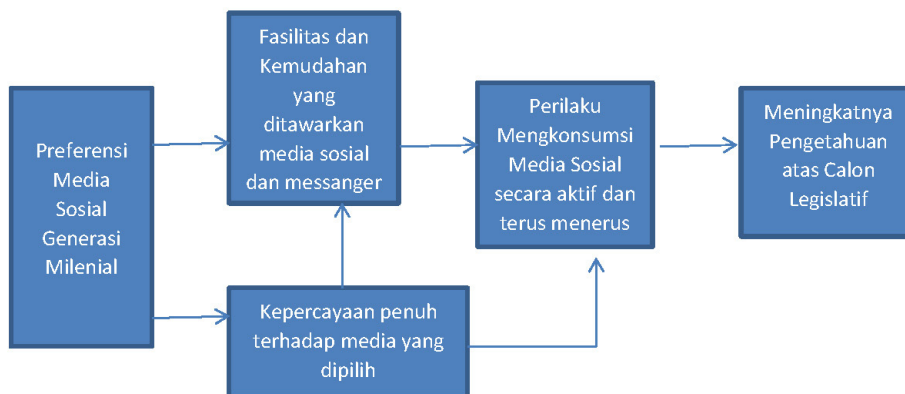 Preferensi
Media
Sosial
Generasi
Milenial
Fasilitas dan
Kemudahan
yang
ditawarkan
media sosial
dan messanger
Kepercayaan penuh
terhadap media yang
dipilih
Perilaku
Mengkonsumsi
Media Sosial
secara aktif dan
terus menerus
Meningkatnya
Pengetahuan
atas Calon
Legislatif